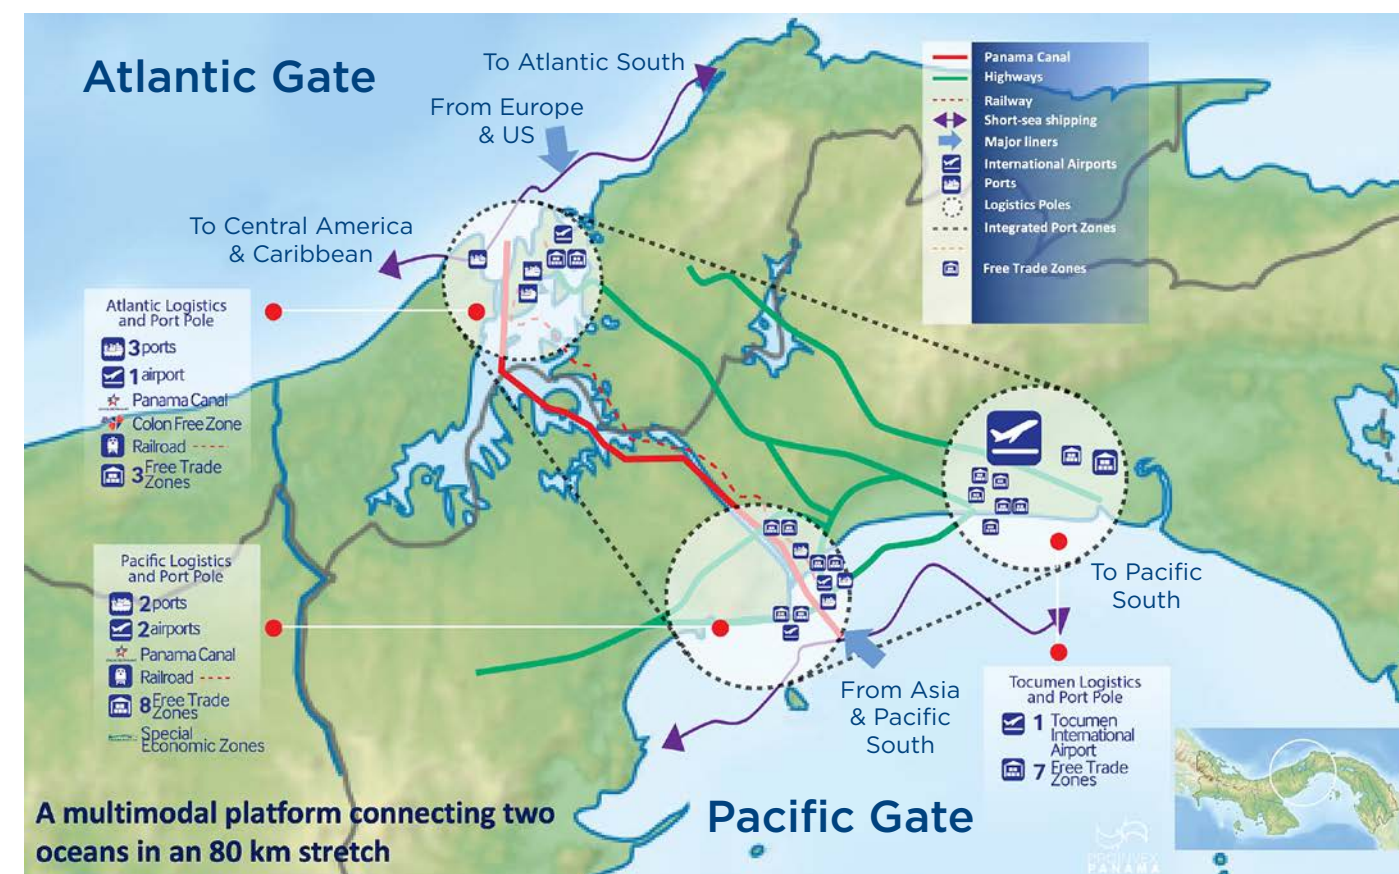 Atlantic Gate
To Atlantic South
From Europe
& US
To Central America
& Caribbean
Panama Canal
Highways
Railway
Short-sea shipping
Major liners
International Airports
Ports
Logistics Poles
Integrated Port Zones
Free Trade Zones
Atlantic Logistics
and Port Pole
3 ports
1 airport
Panama Canal
Colon Free Zone
Railroad
3 Free Trade
Zones
Pacific Logistics
and Port Pole
2 ports
2 airports
Panama Canal
Railroad
8 Free Trade
Zones
Special
Economic Zones
To Pacific
South
From Asia
& Pacific
South
Tocumen Logistics
and Port Pole
1 Tocumen
International
Airport
7 Free Trade
Zones
Pacific Gate
A multimodal platform connecting two
oceans in an 80 km stretch
PROINVEX
PANAMA